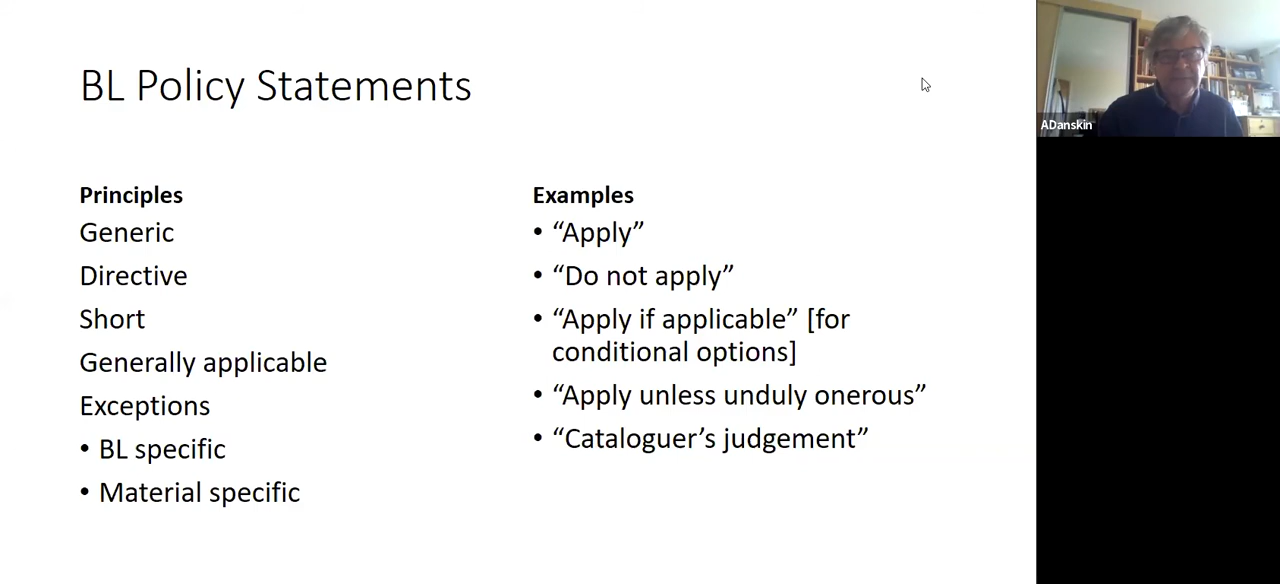 BL Policy Statements
Principles
Generic
Directive
Short
Generally applicable
Exceptions
• BL specific
• Material specific
Examples
• “Apply”
• “Do not apply”
• “Apply if applicable” [for
conditional options]
• “Apply unless unduly onerous”
• “Cataloguer’s judgement”
ADanskin